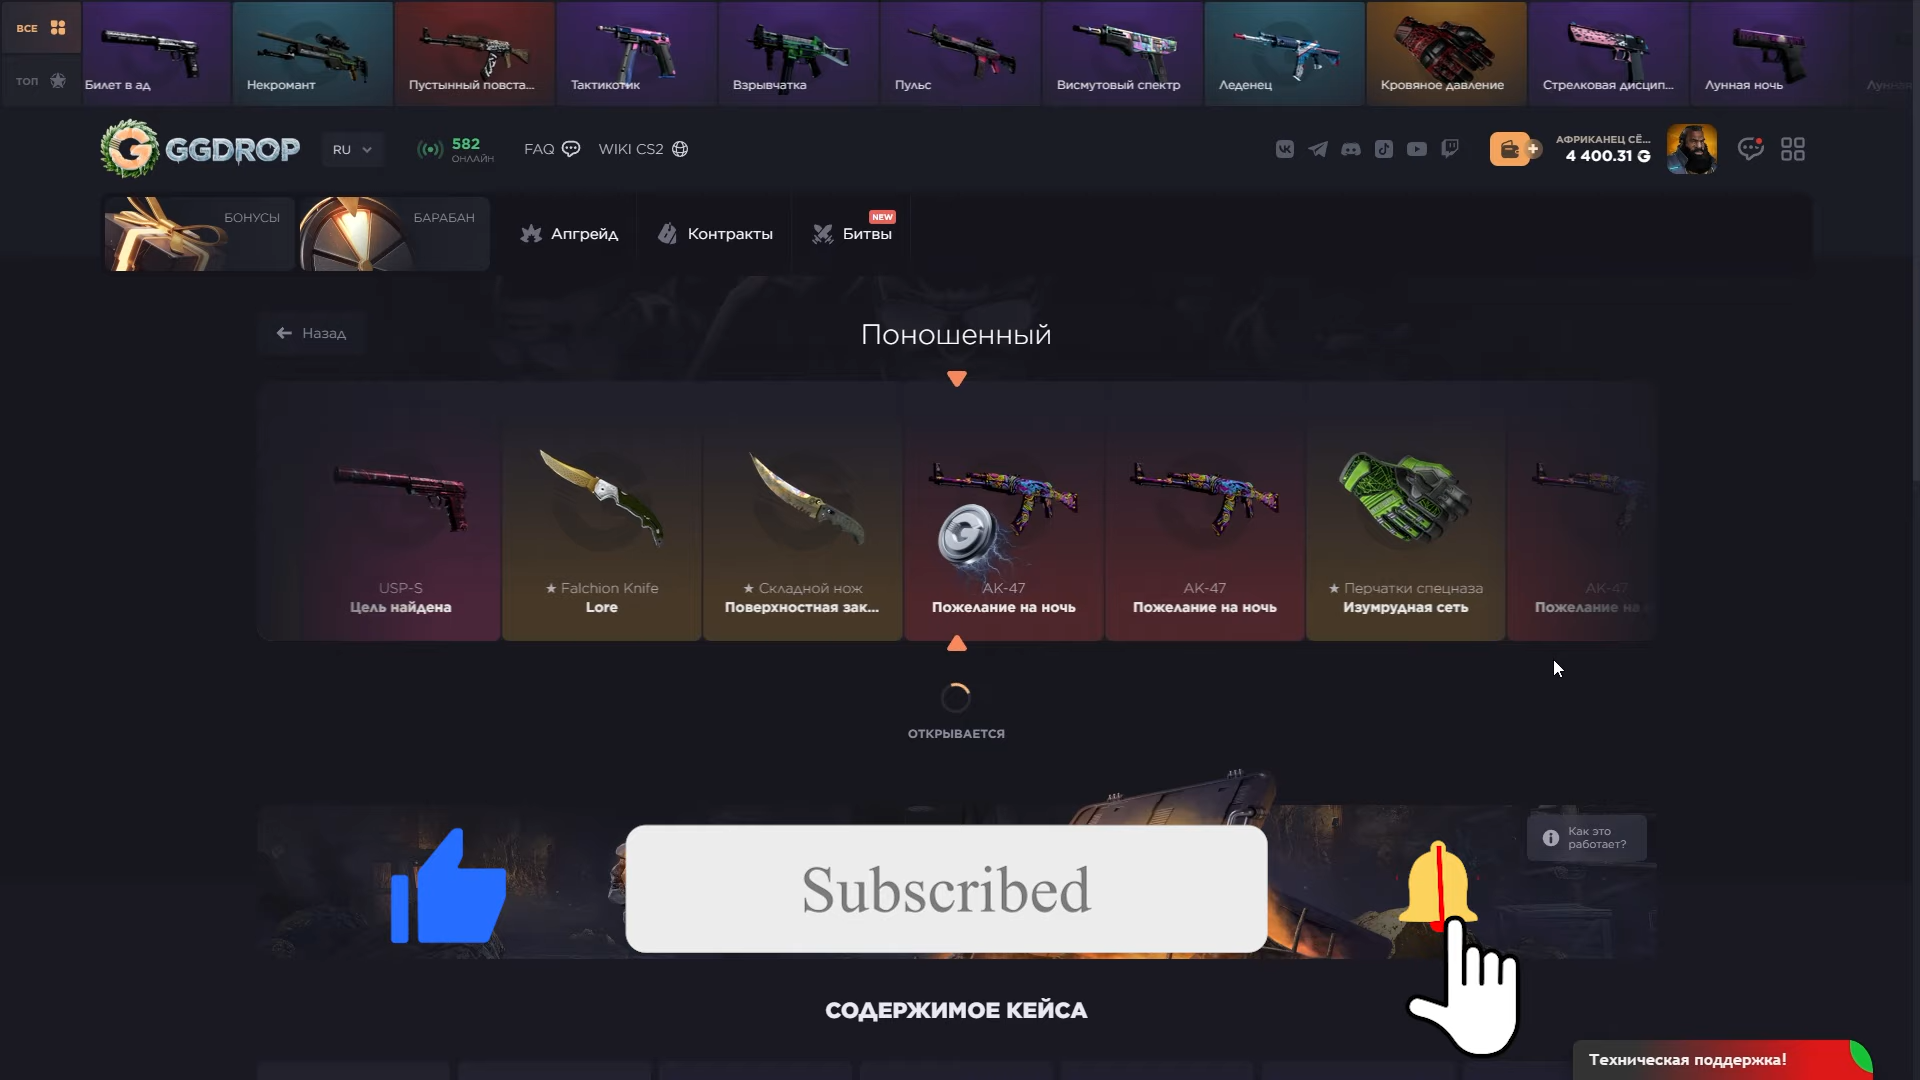 ВСЕ
ТОП
Билет в ад
Некромант
Пустынный повста...
Тактикотик
Взрывчатка
Пульс
Висмутовый спектр
Леденец
Кровяное давление
Стрелковая дисцип...
Лунная ночь
Лунная
GGDROP
RU
582
ОНЛАЙН
FAQ
WIKI CS2
АФРИКАНЕЦ СЁ...
4 400.31 G
БОНУСЫ
БАРАБАН
Апгрейд
Контракты
NEW
Битвы
Назад
Поношенный
USP-S
Цель найдена
★ Falchion Knife
Lore
★ Складной нож
Поверхностная зак...
AK-47
Пожелание на ночь
AK-47
Пожелание на ночь
★ Перчатки спецназа
Изумрудная сеть
AK-47
Пожелание на н
ОТКРЫВАЕТСЯ
Как это
работает?
Subscribed
СОДЕРЖИМОЕ КЕЙСА
Техническая поддержка!